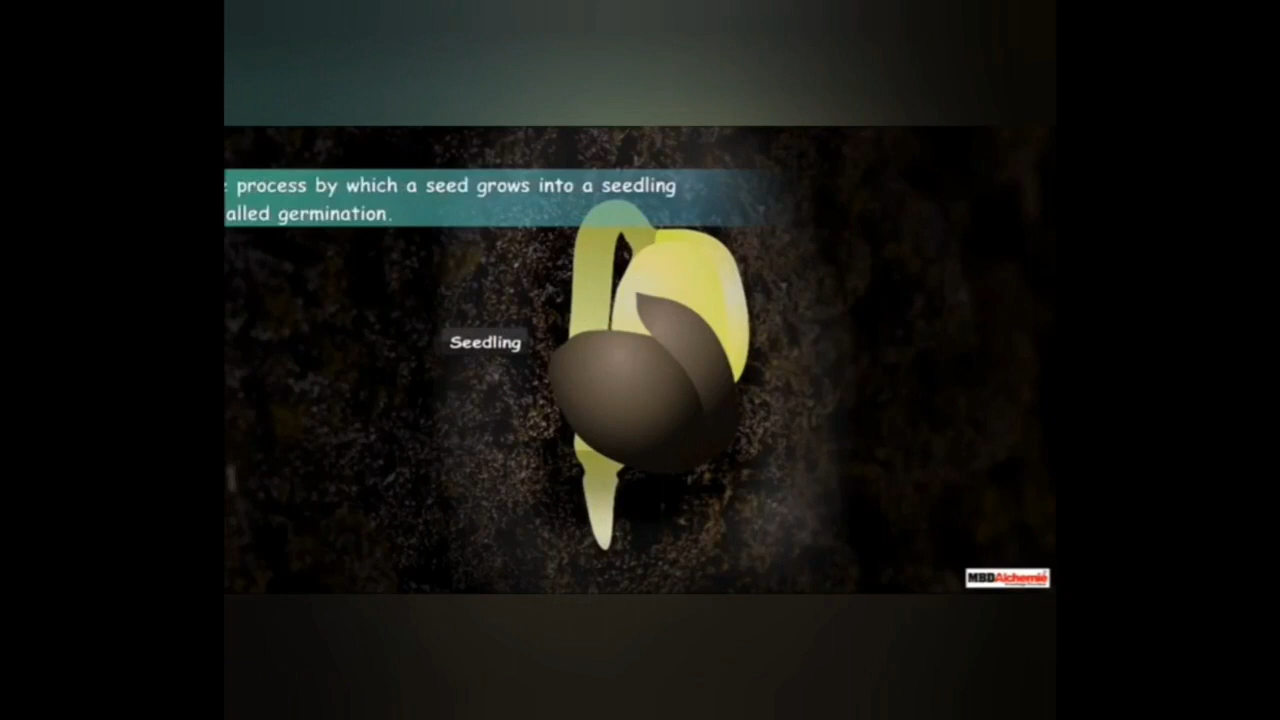 process by which a seed grows into a seedling
alled germination.
Seedling
MBDAlchemie